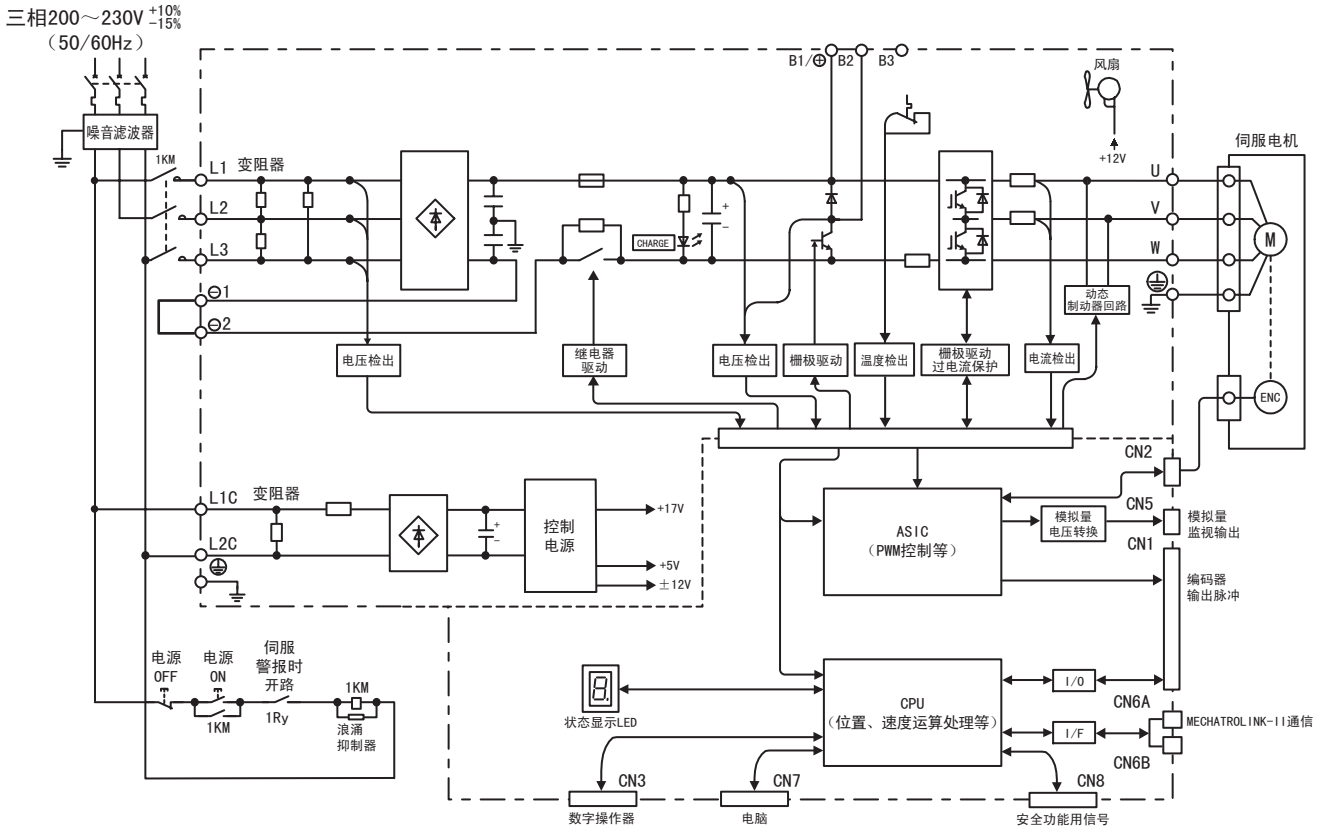 三相200～230V +10% -15%
（50/60Hz）
噪音滤波器
1KM
L1
变阻器
L2
L3
⊖1
⊖2
B1/⊕
B2
B3
风扇
+12V
伺服电机
U
V
W
M
ENC
+
−
CHARGE
动态
制动器回路
电压检出
继电器
驱动
电压检出
栅极驱动
温度检出
栅极驱动
过电流保护
电流检出
L1C
变阻器
L2C
+
−
控制
电源
+17V
+5V
±12V
ASIC
（PWM控制等）
模拟量
电压转换
CN2
CN5
模拟量
监视输出
CN1
编码器
输出脉冲
电源
OFF
电源
ON
伺服
警报时
开路
1KM
1KM
1Ry
浪涌
抑制器
8.
状态显示LED
CPU
（位置、速度运算处理等）
I/O
I/F
CN6A
MECHATROLINK-II通信
CN6B
CN3
数字操作器
CN7
电脑
CN8
安全功能用信号